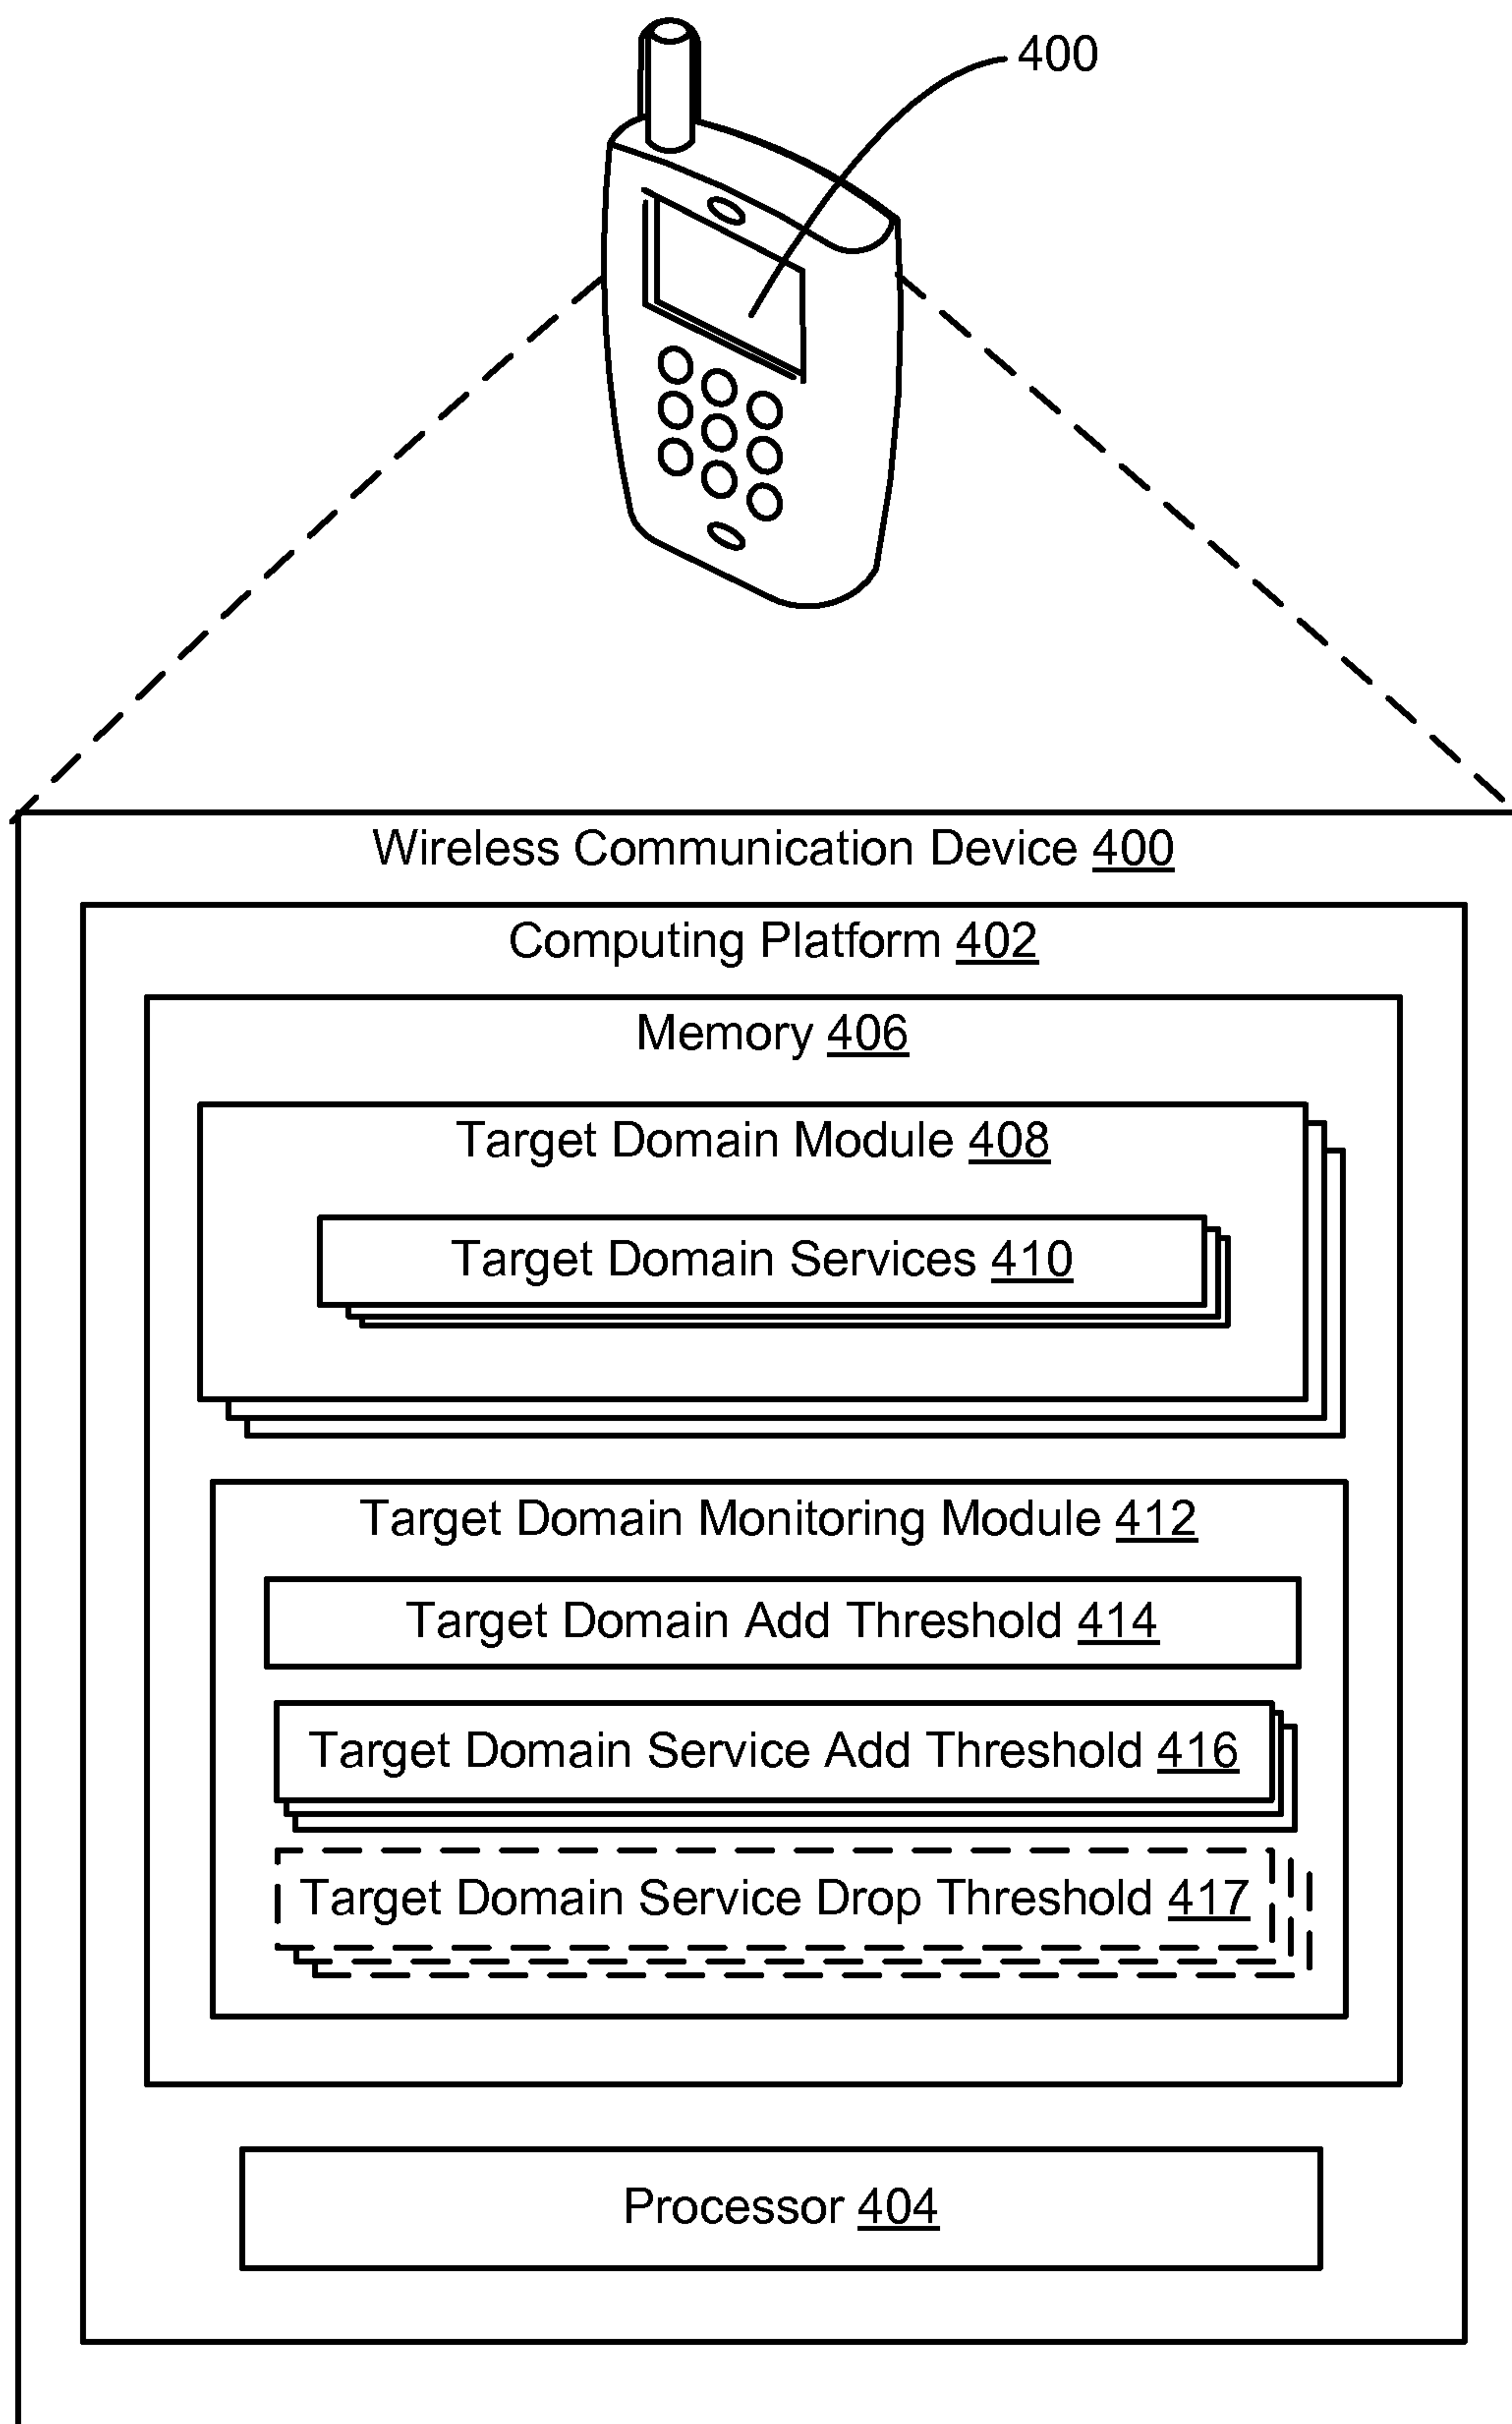 400
Wireless Communication Device 400
Computing Platform 402
Memory 406
Target Domain Module 408
Target Domain Services 410
Target Domain Monitoring Module 412
Target Domain Add Threshold 414
Target Domain Service Add Threshold 416
Target Domain Service Drop Threshold 417
Processor 404